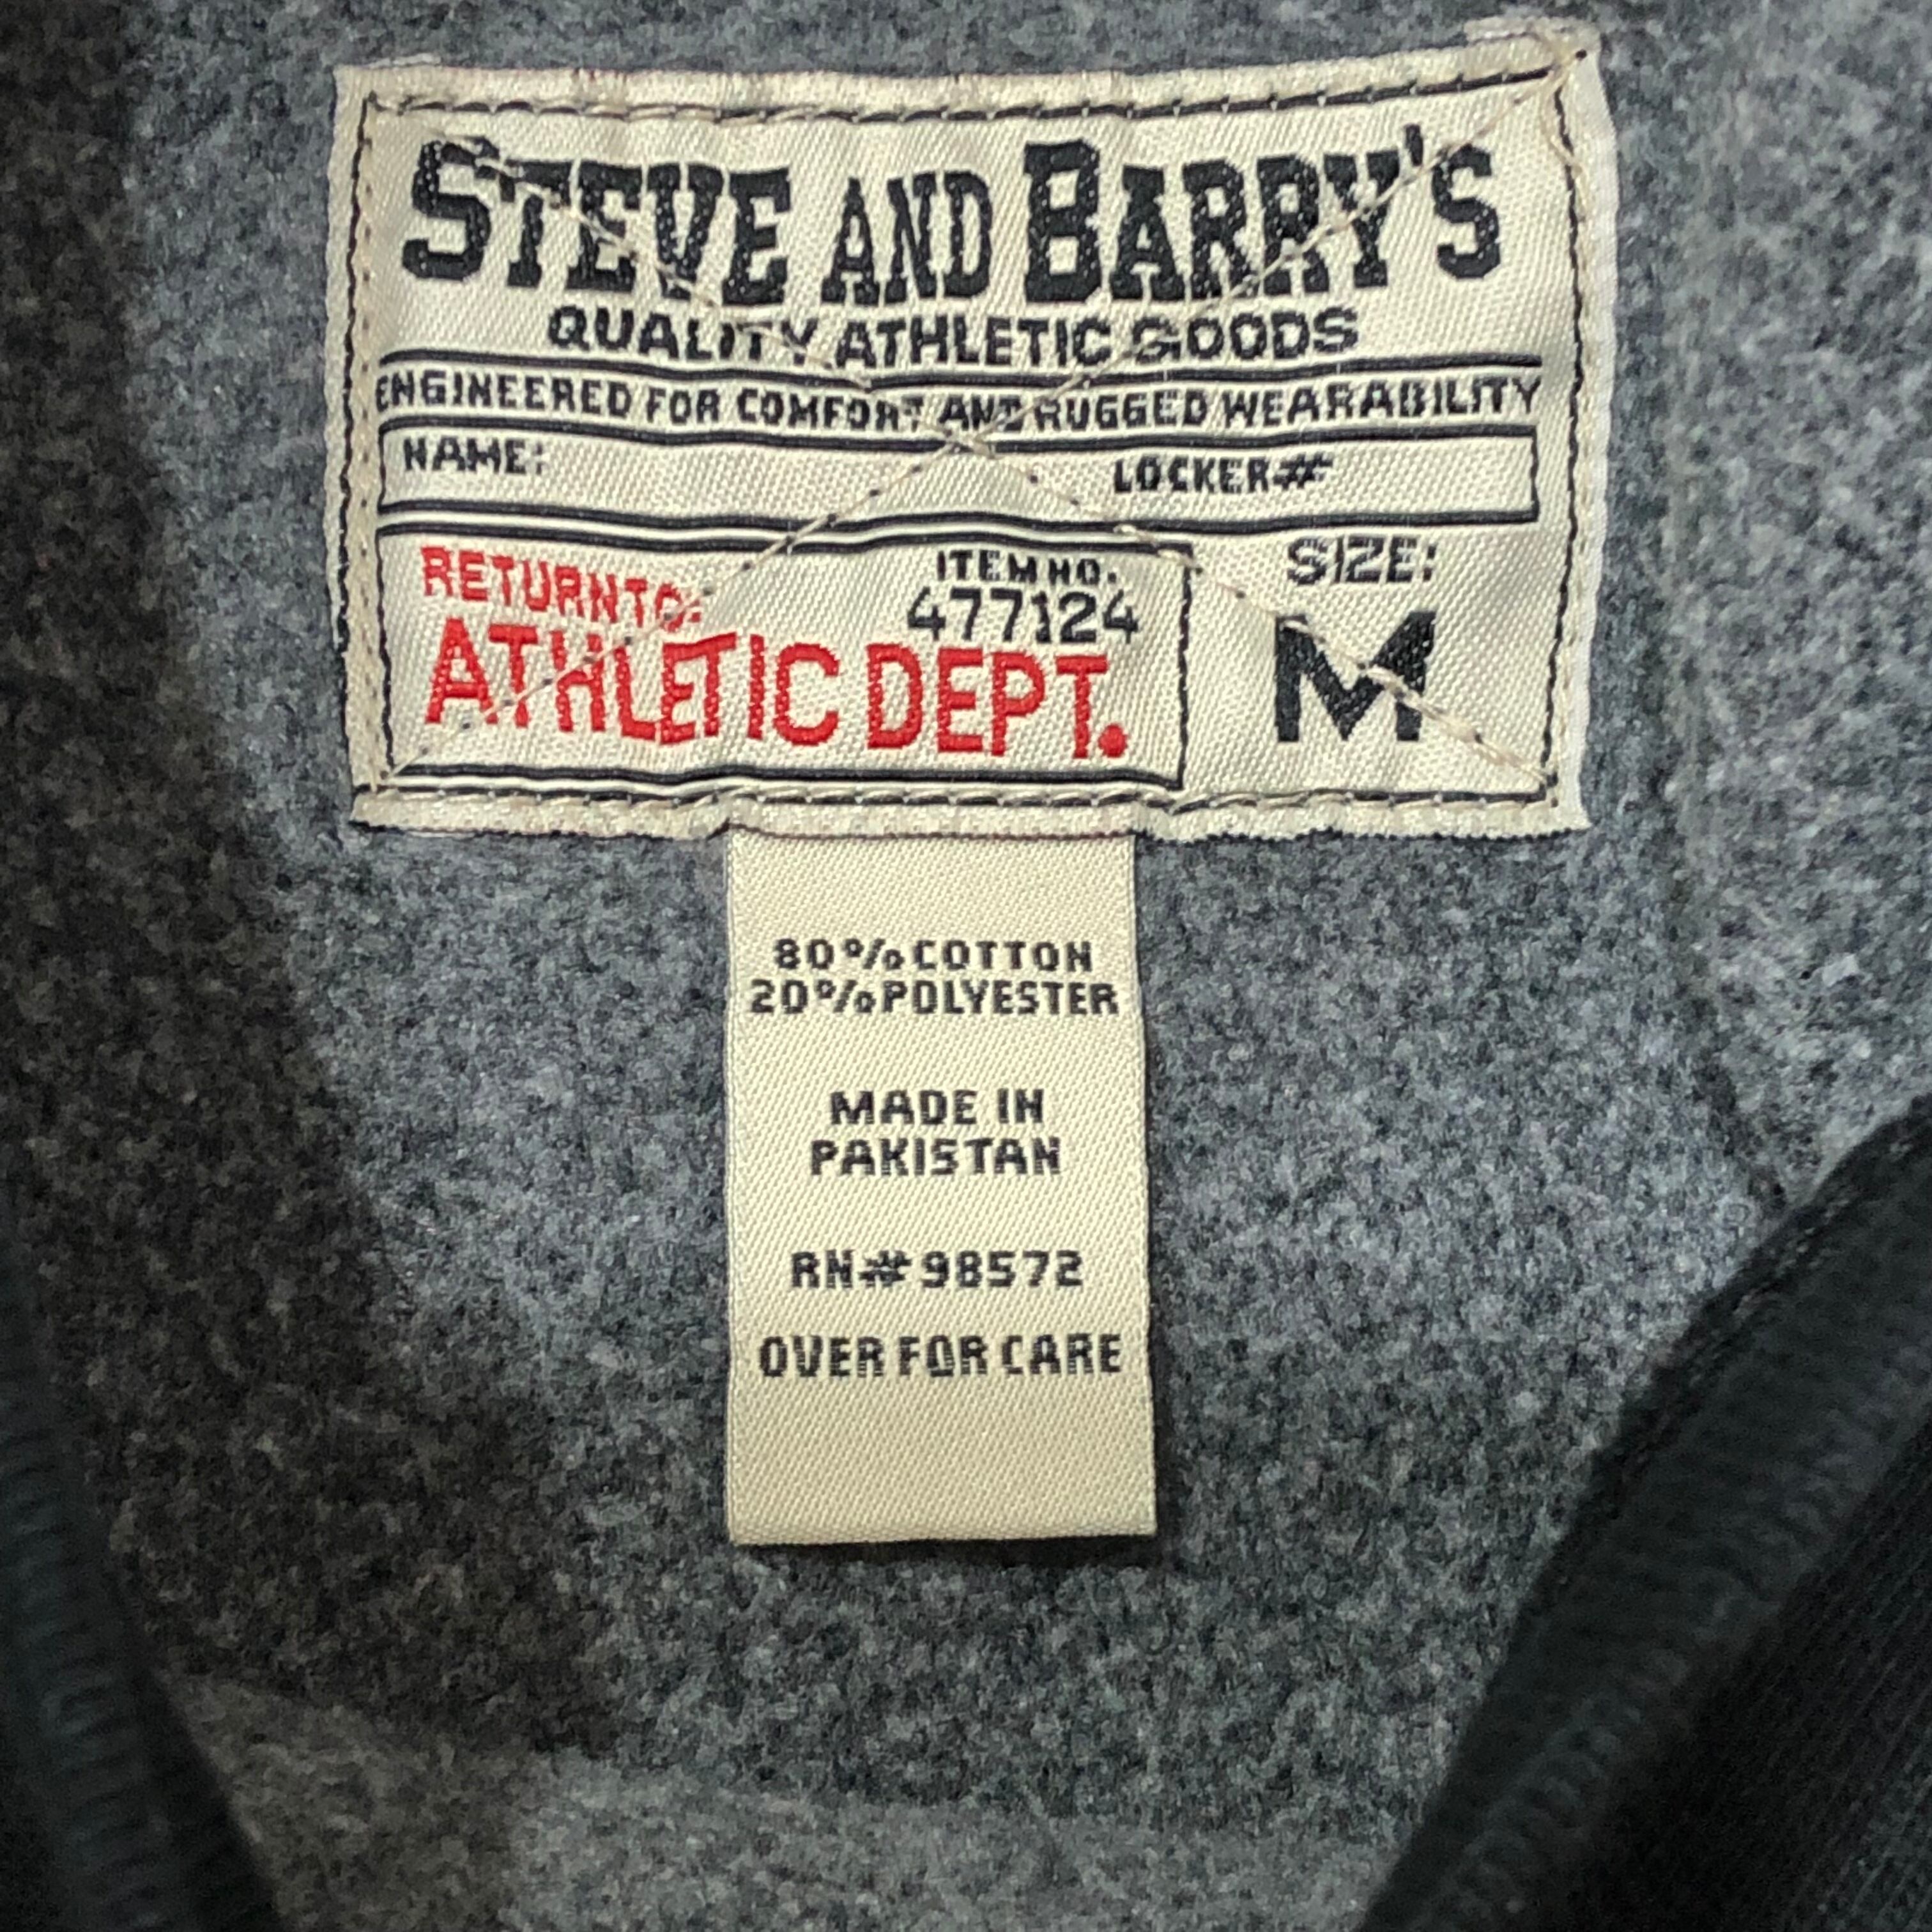 STEVE AND BARRY'S
QUALITY ATHLETIC GOODS
ENGINEERED FOR COMFORT AND RUGGED WEARABILITY
NAME: LOCKER#
RETURN TO:
ATHLETIC DEPT.
ITEM NO.
477124
SIZE:
M
80% COTTON
20% POLYESTER
MADE IN
PAKISTAN
RN# 98572
OVER FOR CARE